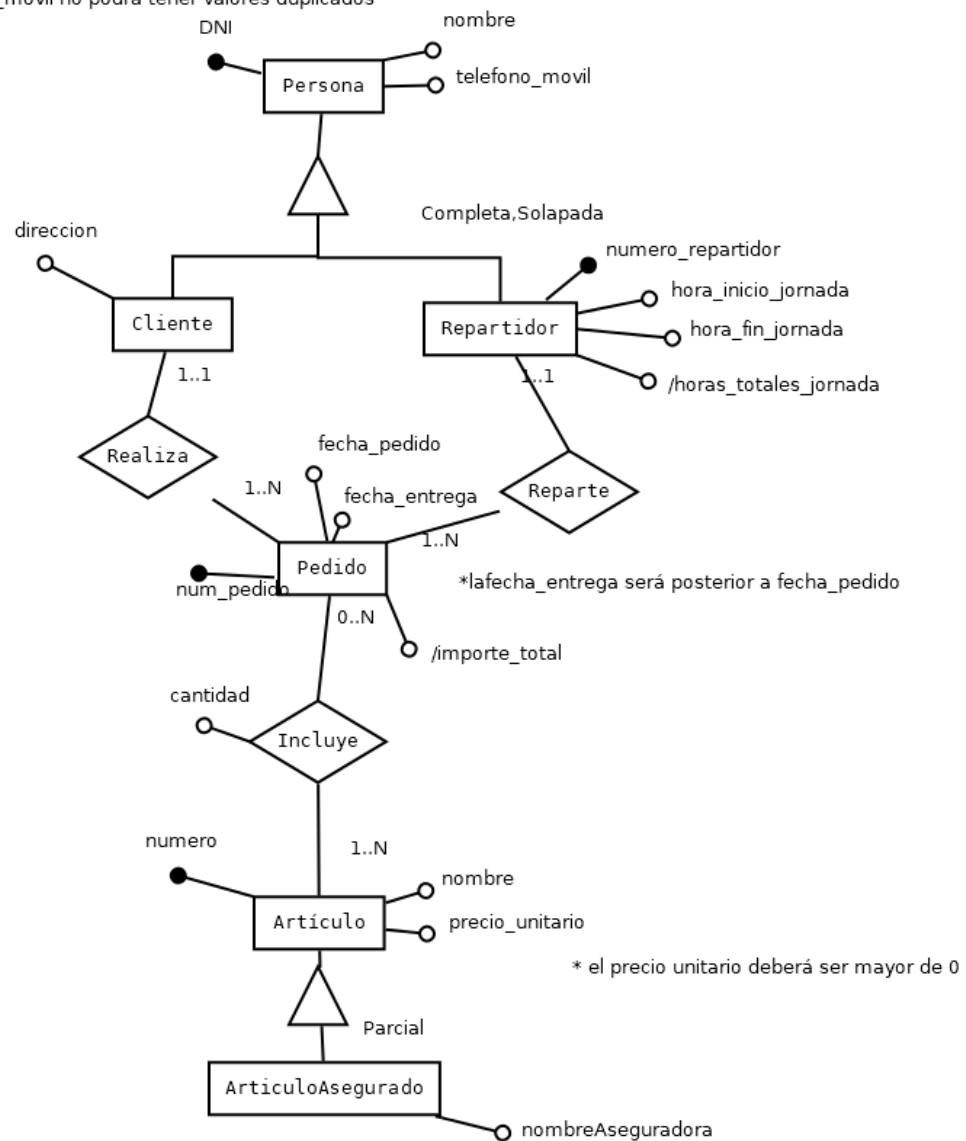 _movil no podrá tener valores duplicados
DNI
nombre
Persona
telefono_movil
Completa,Solapada
direccion
numero_repartidor
hora_inicio_jornada
Cliente
Repartidor
hora_fin_jornada
1..1
1..1
/horas_totales_jornada
fecha_pedido
Realiza
1..N
fecha_entrega
Reparte
1..N
Pedido
num_pedido
*lafecha_entrega será posterior a fecha_pedido
0..N
/importe_total
cantidad
Incluye
numero
1..N
nombre
Artículo
precio_unitario
* el precio unitario deberá ser mayor de 0
Parcial
ArticuloAsegurado
nombreAseguradora